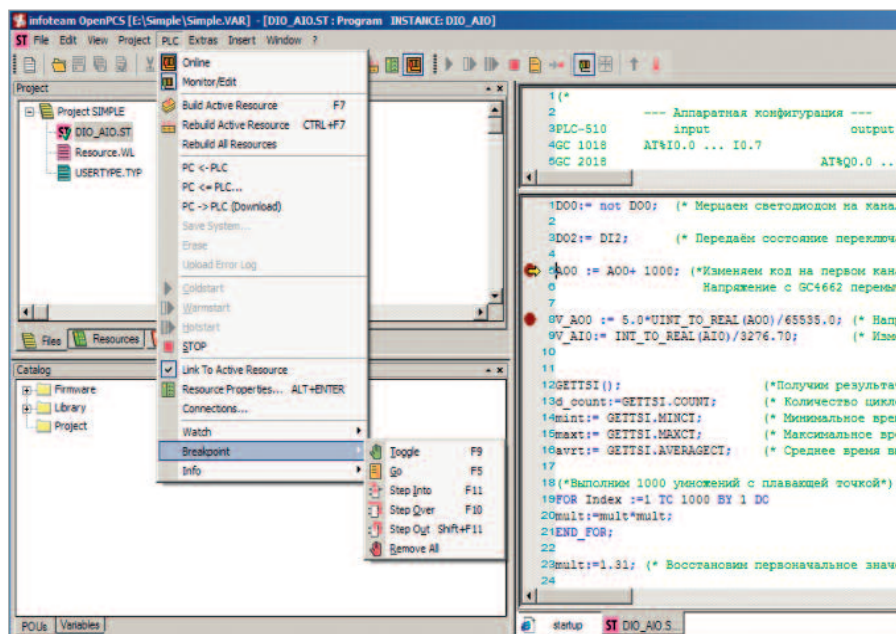 infoteam OpenPCS [E:\Simple\Simple.VAR] - [DIO_AIO.ST : Program INSTANCE: DIO_AIO]
ST File Edit View Project PLC Extras Insert Window ?
Project
Project SIMPLE
DIO_AIO.ST
Resource.WL
USERTYPE.TYP
Files
Resources
Catalog
Firmware
Library
Project
POUs
Variables
Online
Monitor/Edit
Build Active Resource F7
Rebuild Active Resource CTRL+F7
Rebuild All Resources
PC <-PLC
PC <= PLC...
PC -> PLC (Download)
Save System...
Erase
Upload Error Log
Coldstart
Warmstart
Hotstart
STOP
Link To Active Resource
Resource Properties... ALT+ENTER
Connections...
Watch
Breakpoint
Info
Toggle F9
Go F5
Step Into F11
Step Over F10
Step Out Shift+F11
Remove All
1(*
2 --- Аппаратная конфигурация ---
3PLC-510 input output
4GC 1018 AT%I0.0 ... I0.7
5GC 2018 AT%Q0.0 ..
1DO0:= not DO0; (* Мерцаем светодиодом на кана
2
3DO2:= DI2; (* Передаём состояние переключа
4
5AO0 := AO0+ 1000; (*Изменяем код на первом кан
6 Напряжение с GC4662 перемы
7
8V_AO0 := 5.0*UINT_TO_REAL(AO0)/65535.0; (* Нап
9V_AI0:= INT_TO_REAL(AI0)/3276.70; (* Изм
10
11
12GETTSI(); (*Получим результа
13d_count:=GETTSI.COUNT; (* Количество цикло
14mint:= GETTSI.MINCT; (* Минимальное врем
15maxt:= GETTSI.MAXCT; (* Максимальное вре
16avrt:= GETTSI.AVERAGECT; (* Среднее время в
17
18(*Выполним 1000 умножений с плавающей точкой*)
19FOR Index :=1 TO 1000 BY 1 DO
20mult:=mult*mult;
21END_FOR;
22
23mult:=1.31; (* Восстановим первоначальное знач
24
startup
ST DIO_AIO.S...